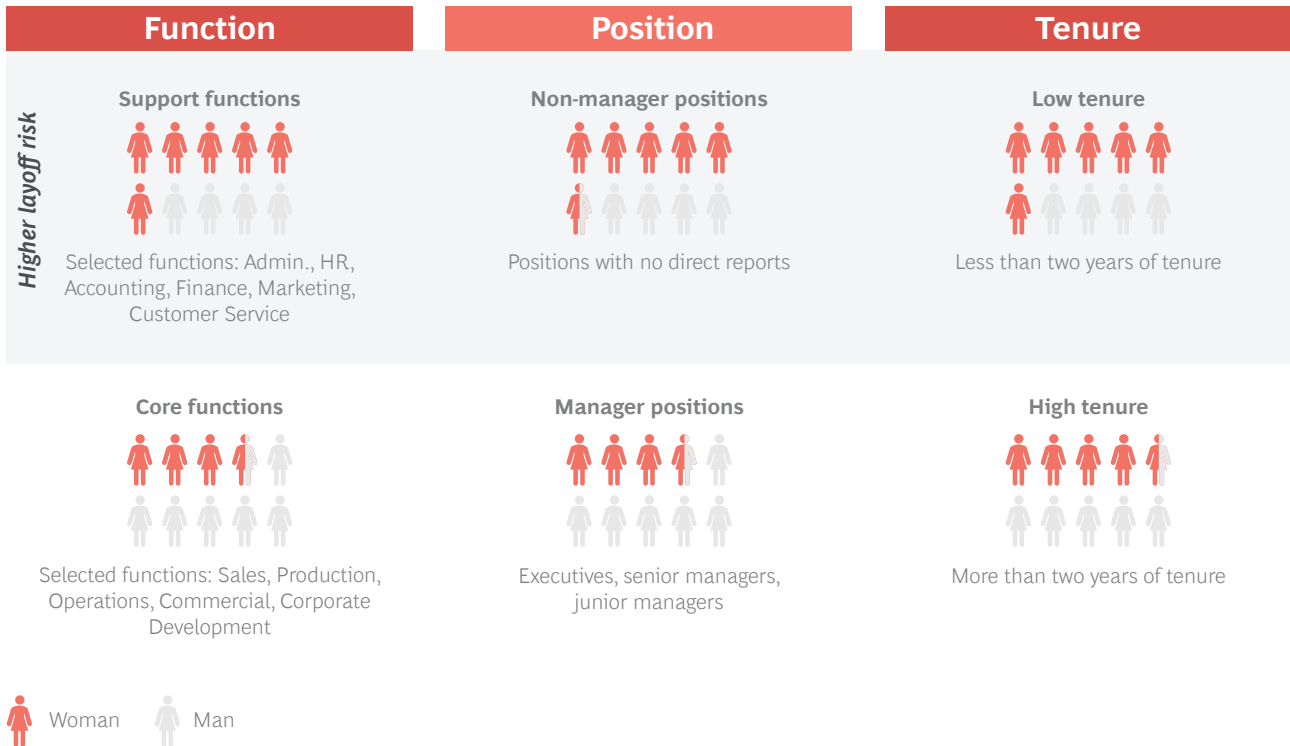 Function
Position
Tenure
Higher layoff risk
Support functions
Selected functions: Admin., HR,
Accounting, Finance, Marketing,
Customer Service
Non-manager positions
Positions with no direct reports
Low tenure
Less than two years of tenure
Core functions
Selected functions: Sales, Production,
Operations, Commercial, Corporate
Development
Manager positions
Executives, senior managers,
junior managers
High tenure
More than two years of tenure
Woman
Man